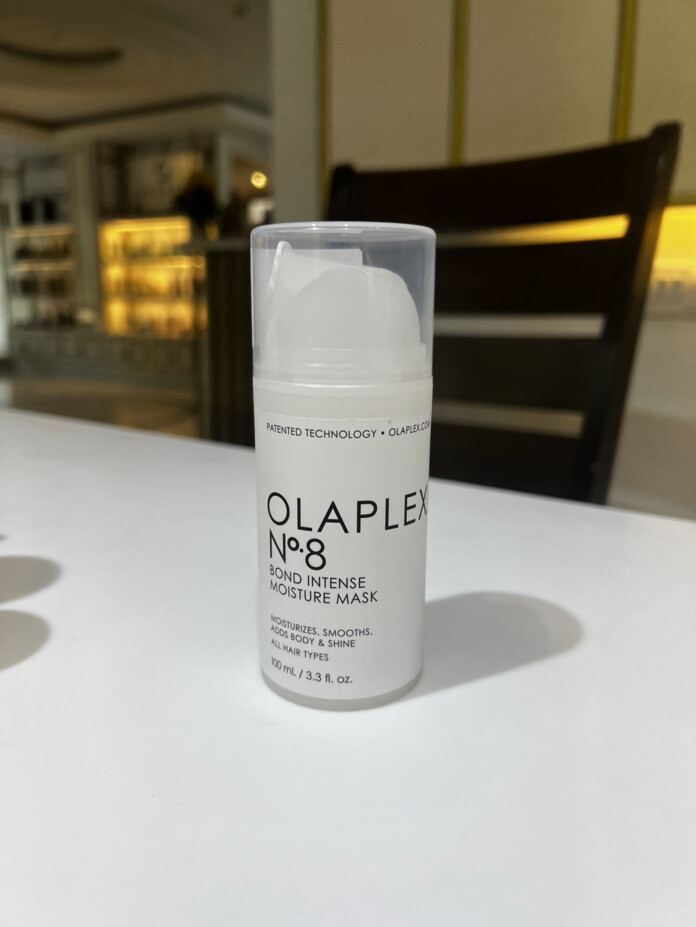 PATENTED TECHNOLOGY • OLAPLEX.COM
OLAPLEX
Nº.8
BOND INTENSE
MOISTURE MASK
MOISTURIZES, SMOOTHS,
ADDS BODY & SHINE
ALL HAIR TYPES
100 mL / 3.3 fl. oz.